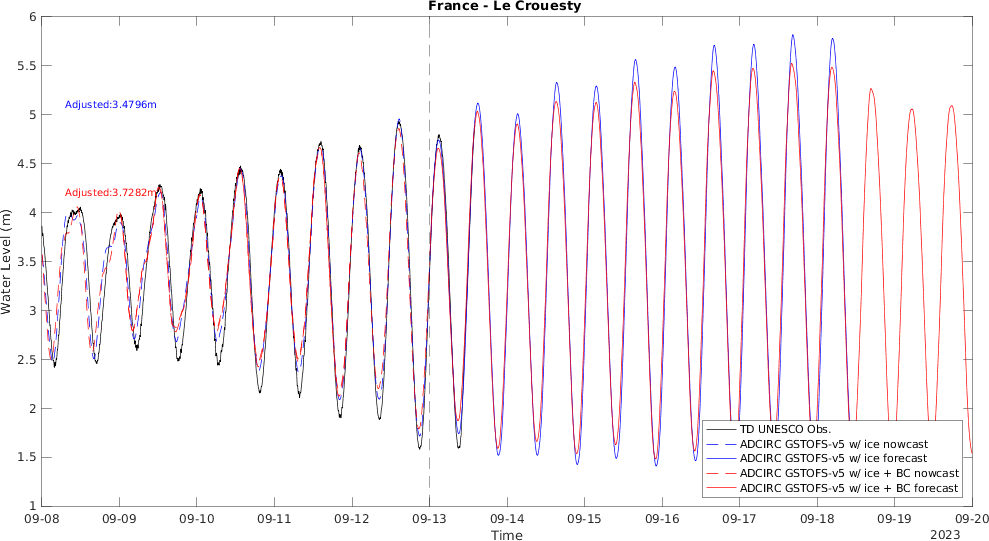 France - Le Crouesty
6
5.5
5
4.5
4
3.5
3
2.5
2
1.5
1
Water Level (m)
Adjusted:3.4796m
Adjusted:3.7282m
TD UNESCO Obs.
ADCIRC GSTOFS-v5 w/ ice nowcast
ADCIRC GSTOFS-v5 w/ ice forecast
ADCIRC GSTOFS-v5 w/ ice + BC nowcast
ADCIRC GSTOFS-v5 w/ ice + BC forecast
09-08 09-09 09-10 09-11 09-12 09-13 09-14 09-15 09-16 09-17 09-18 09-19 09-20
Time
2023